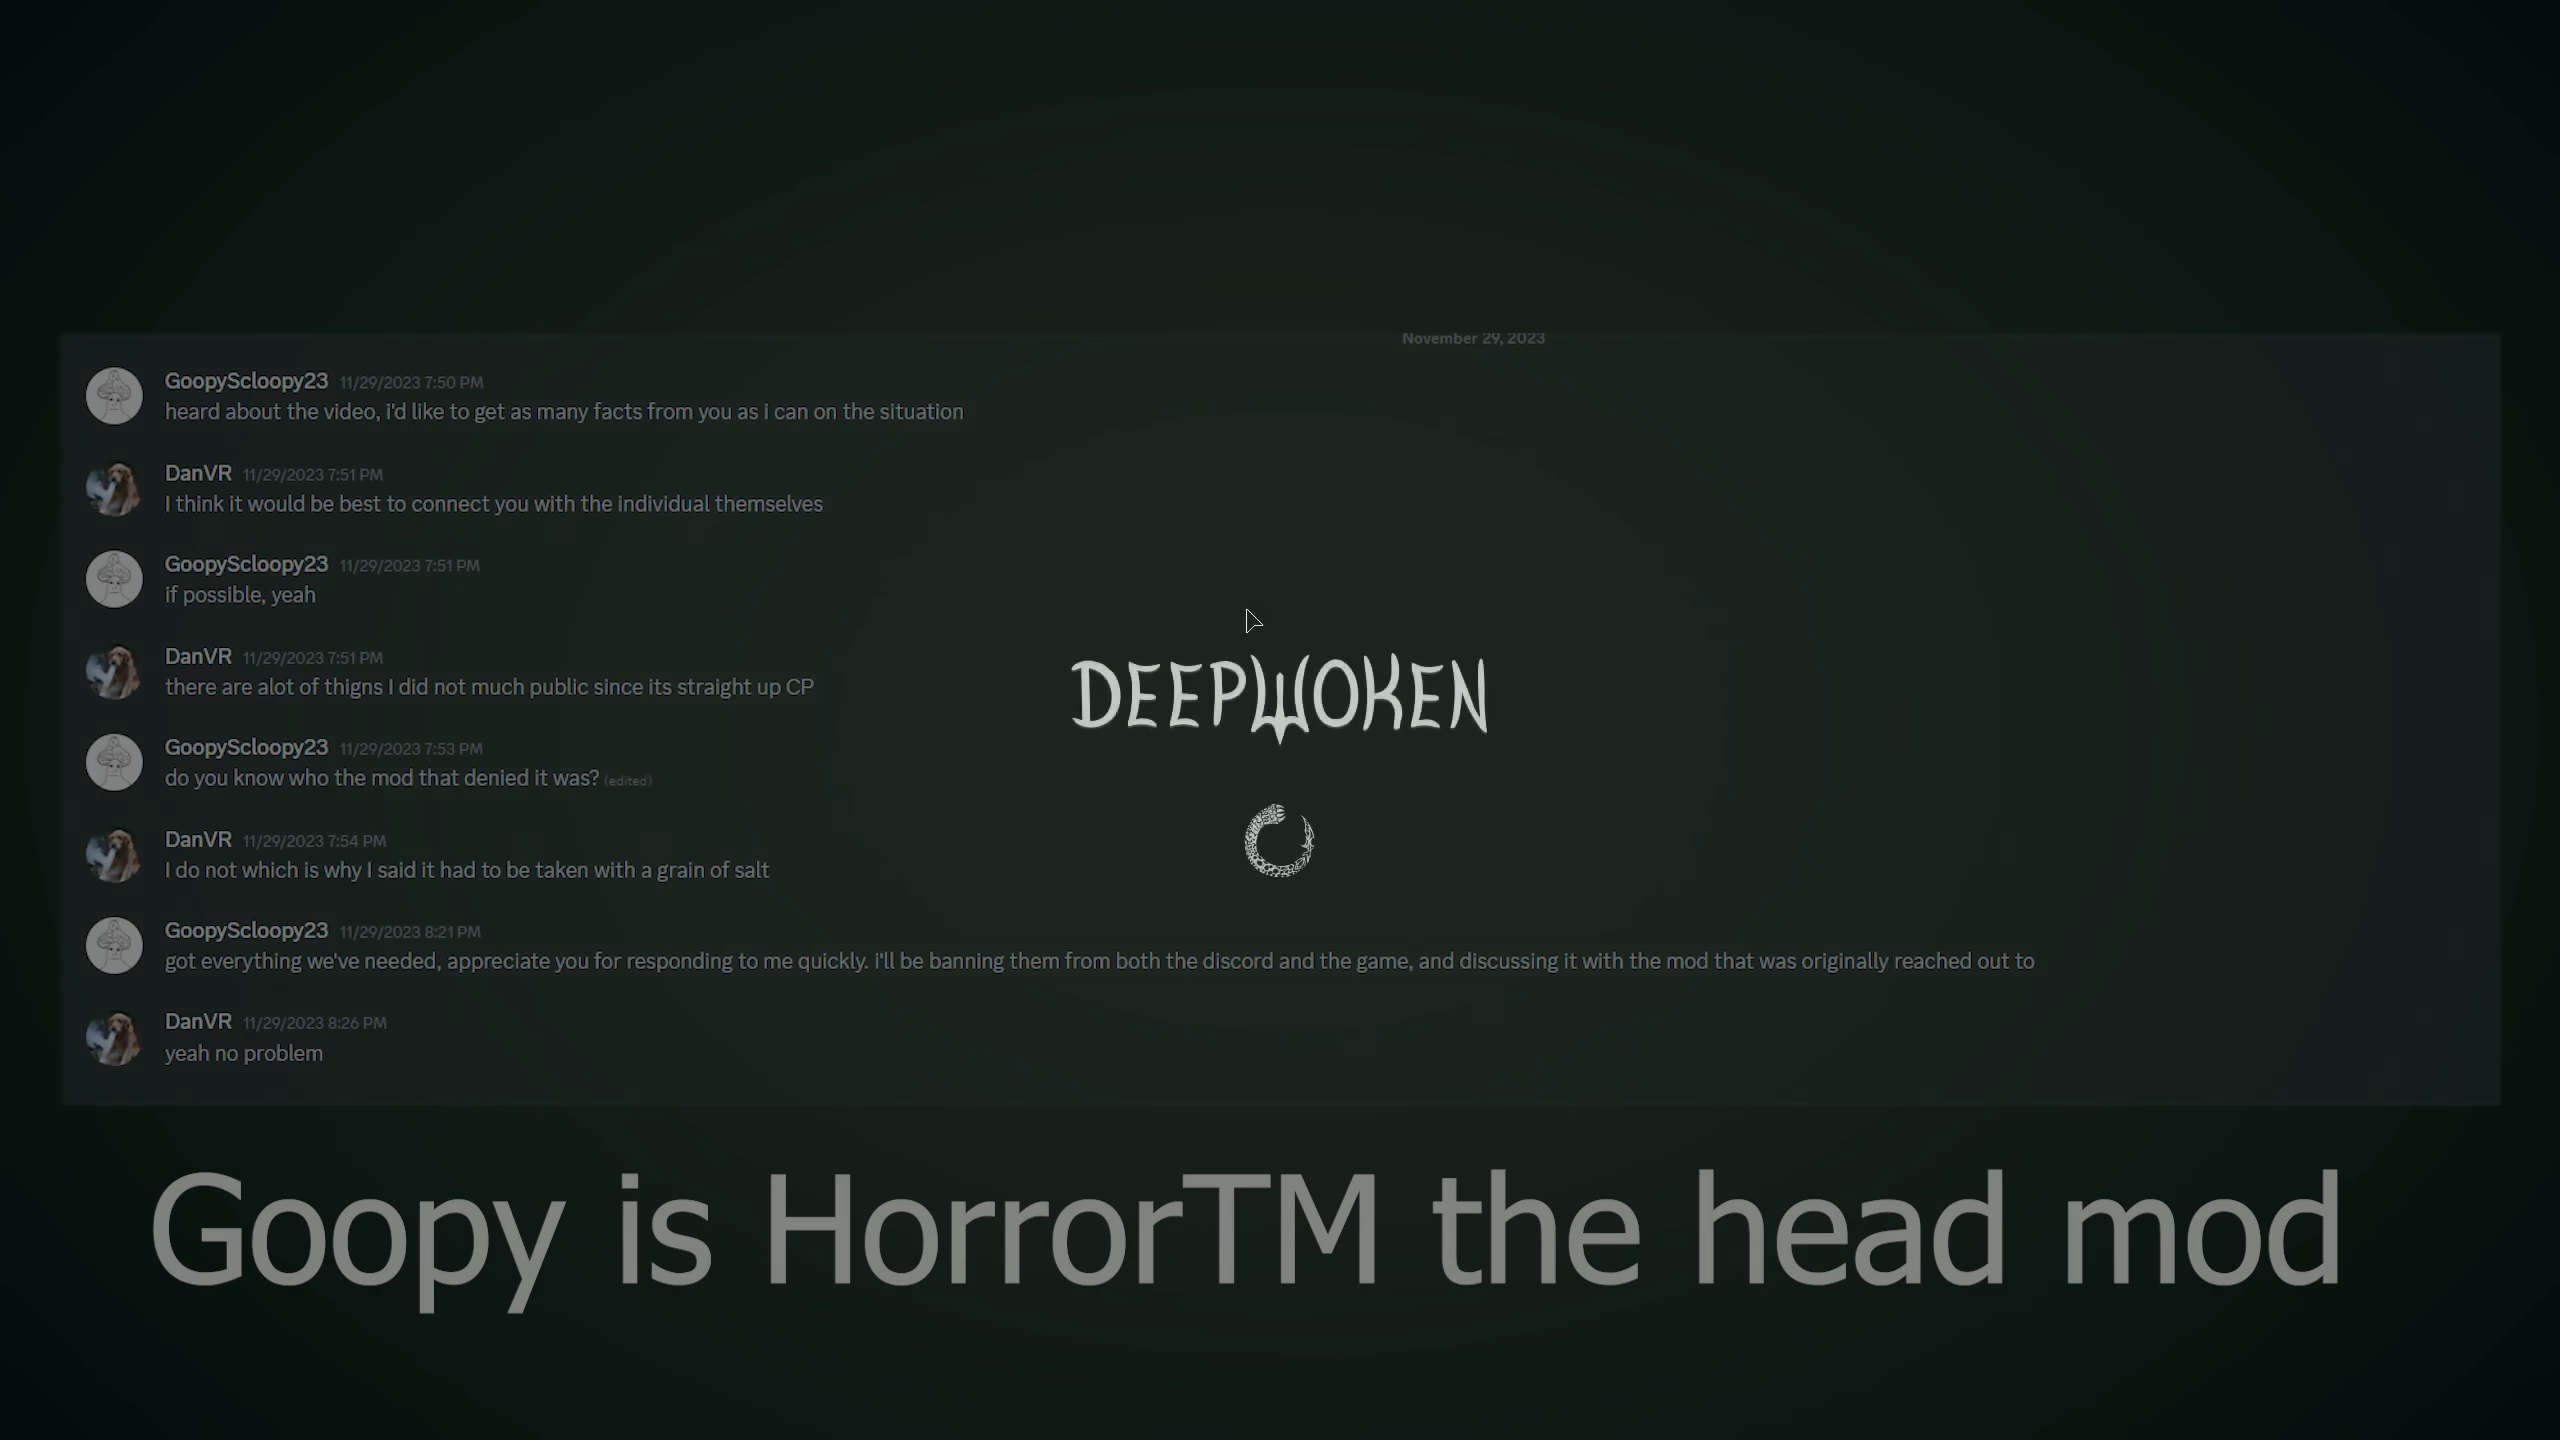 November 29, 2023
GoopyScloopy23 11/29/2023 7:50 PM
heard about the video, i'd like to get as many facts from you as i can on the situation
DanVR 11/29/2023 7:51 PM
I think it would be best to connect you with the individual themselves
GoopyScloopy23 11/29/2023 7:51 PM
if possible, yeah
DanVR 11/29/2023 7:51 PM
there are alot of thigns I did not much public since its straight up CP
GoopyScloopy23 11/29/2023 7:53 PM
do you know who the mod that denied it was? (edited)
DEEPWOKEN
DanVR 11/29/2023 7:54 PM
I do not which is why I said it had to be taken with a grain of salt
GoopyScloopy23 11/29/2023 8:21 PM
got everything we've needed, appreciate you for responding to me quickly. i'll be banning them from both the discord and the game, and discussing it with the mod that was originally reached out to
DanVR 11/29/2023 8:26 PM
yeah no problem
Goopy is HorrorTM the head mod